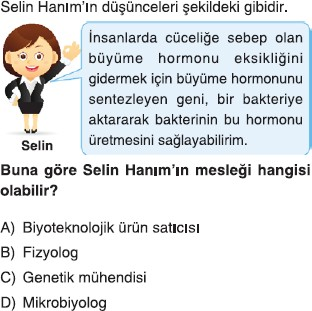 Selin Hanım'ın düşünceleri şekildeki gibidir.
İnsanlarda cüceliğe sebep olan
büyüme hormonu eksikliğini
gidermek için büyüme hormonunu
sentezleyen geni, bir bakteriye
aktararak bakterinin bu hormonu
üretmesini sağlayabilirim.
Selin
Buna göre Selin Hanım'ın mesleği hangisi
olabilir?
A) Biyoteknolojik ürün satıcısı
B) Fizyolog
C) Genetik mühendisi
D) Mikrobiyolog